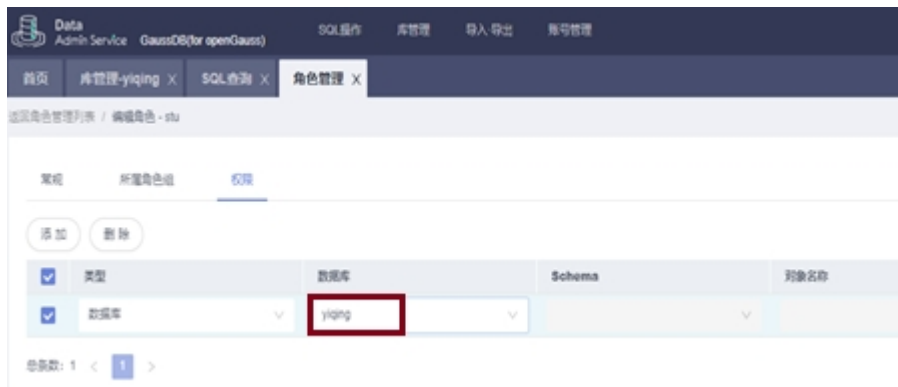 Data
Admin Service GaussDB(for openGauss) SQL操作 库管理 导入·导出 账号管理
首页 库管理-yiqing X SQL查询 X 角色管理 X
返回角色管理列表 / 编辑角色 - stu
常规 所属角色组 权限
添加 删除
类型 数据库 Schema 对象名称
数据库 yiqing
总条数: 1 < 1 >